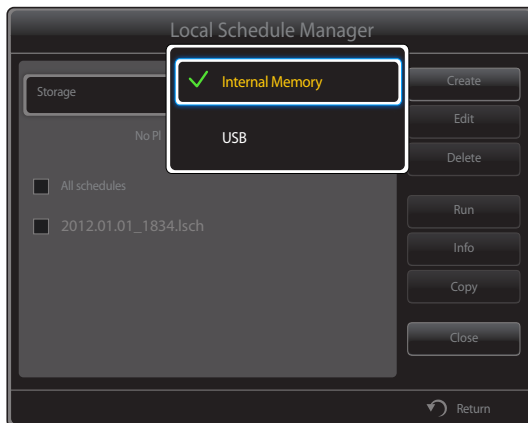 Local Schedule Manager
Storage
Internal Memory
USB
No Pl
All schedules
2012.01.01_1834.lsch
Create
Edit
Delete
Run
Info
Copy
Close
Return